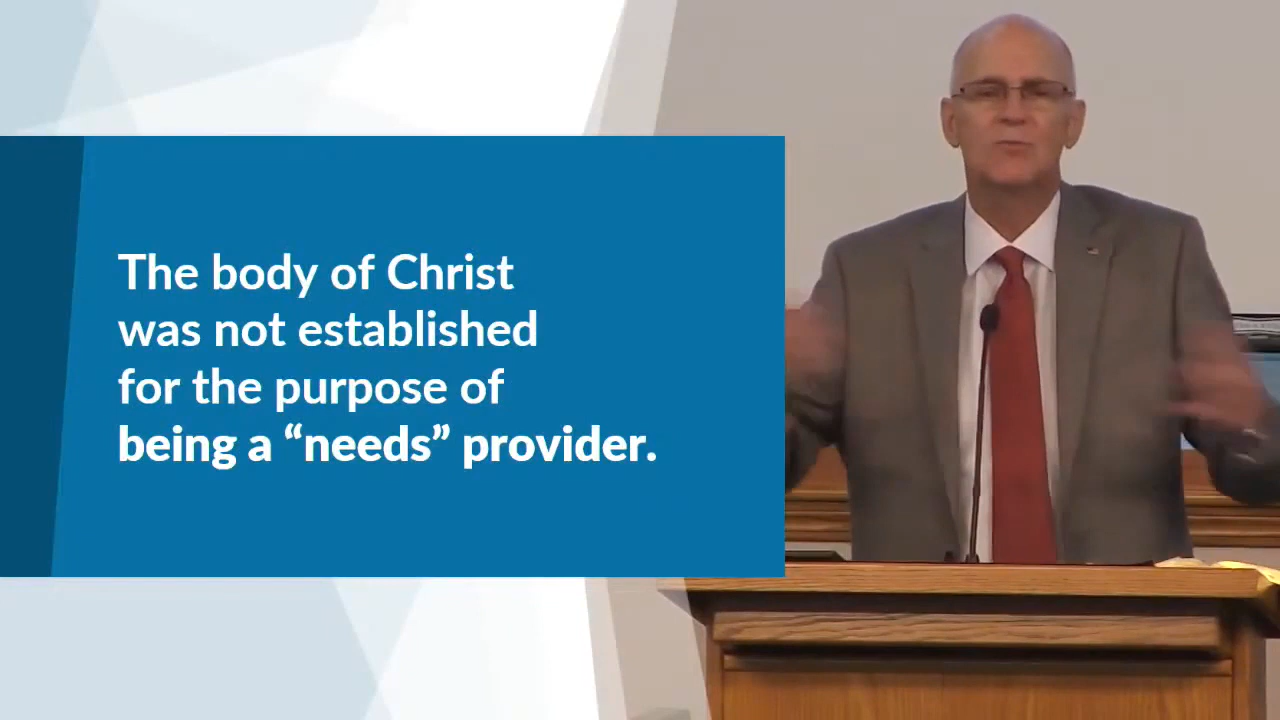 The body of Christ
was not established
for the purpose of
being a “needs” provider.